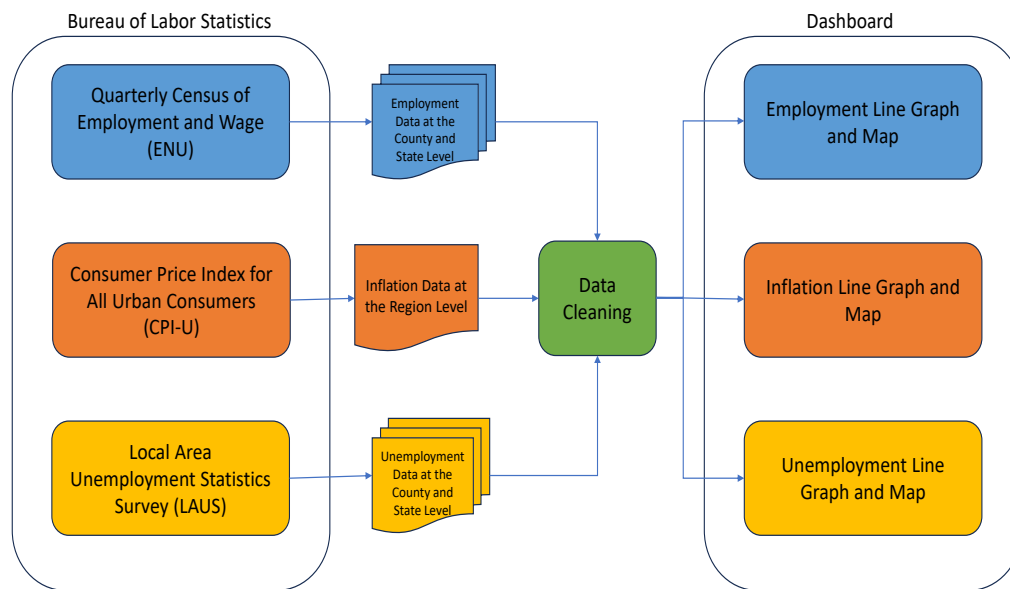 Bureau of Labor Statistics
Dashboard
Quarterly Census of
Employment and Wage
(ENU)
Employment
Data at the
County and
State Level
Employment Line Graph
and Map
Consumer Price Index for
All Urban Consumers
(CPI-U)
Inflation Data at
the Region Level
Data
Cleaning
Inflation Line Graph and
Map
Local Area
Unemployment Statistics
Survey (LAUS)
Unemployment
Data at the
County and
State Level
Unemployment Line
Graph and Map